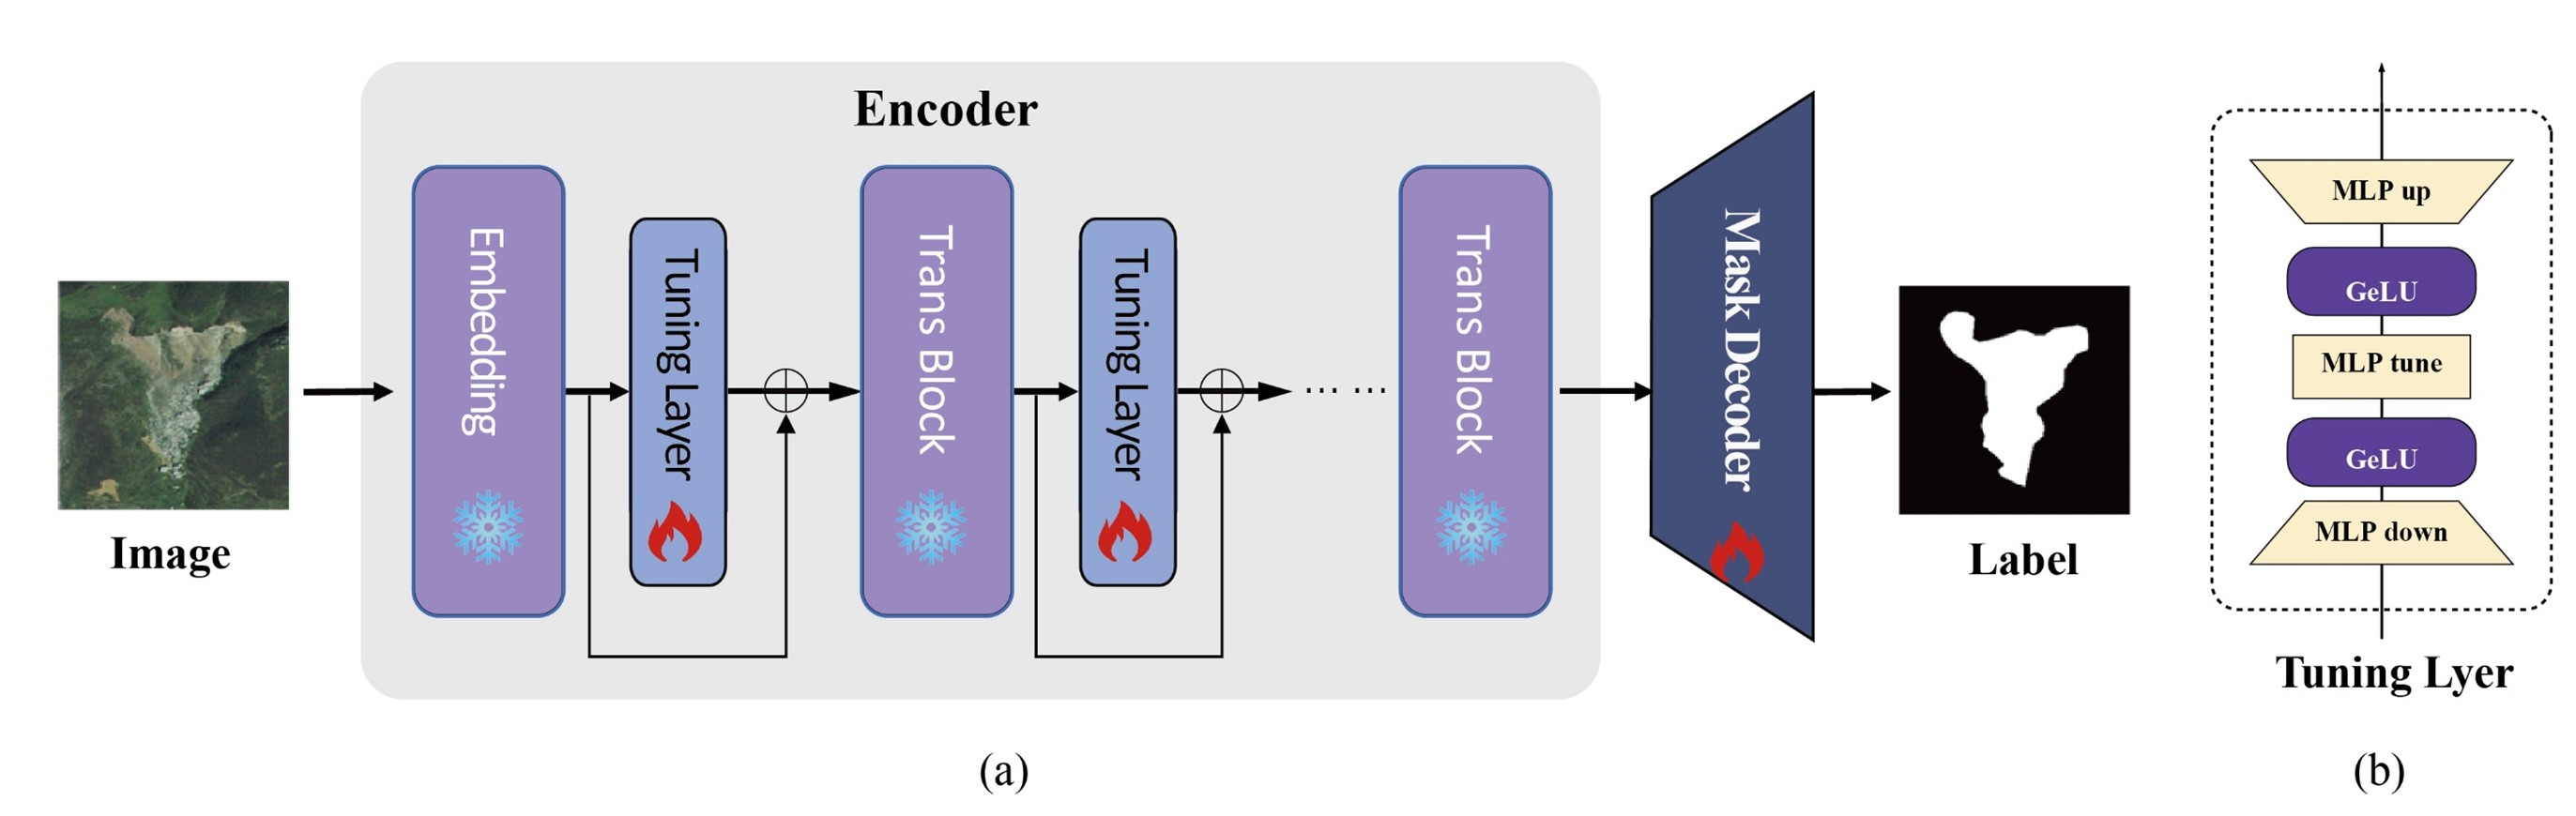 Encoder
Image
Embedding
Tuning Layer
Trans Block
Tuning Layer
... ...
Trans Block
Mask Decoder
Label
(a)
MLP up
GeLU
MLP tune
GeLU
MLP down
Tuning Lyer
(b)